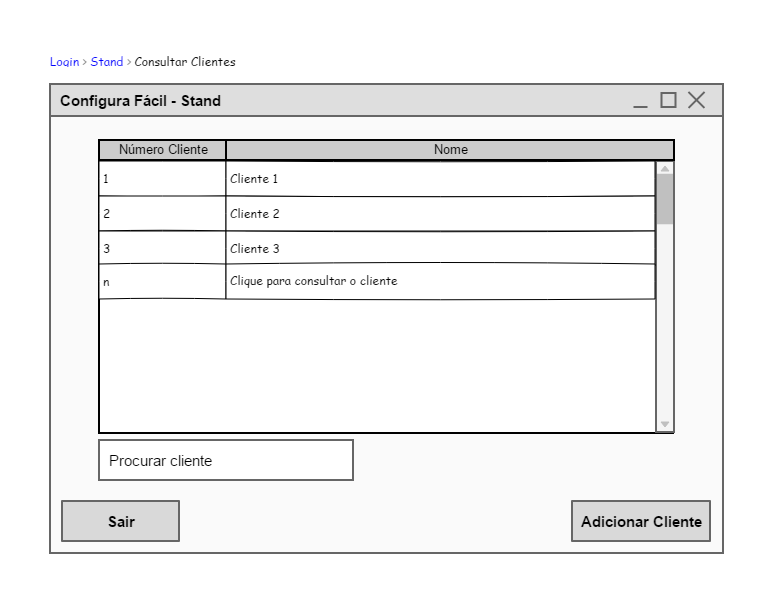 Login > Stand > Consultar Clientes
Configura Fácil - Stand
Número Cliente Nome
1 Cliente 1
2 Cliente 2
3 Cliente 3
n Clique para consultar o cliente
Procurar cliente
Sair Adicionar Cliente